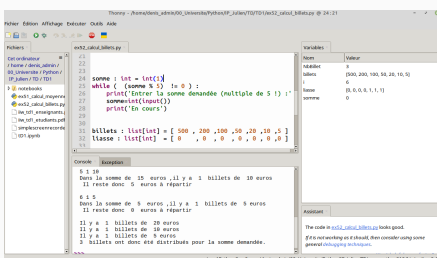 Thonny - /home/denis_admin/00_Universite/Python/JP_Julien/TD/TD1/ex52_calcul_billets.py @ 24:21
Fichier Édition Affichage Exécuter Outils Aide
Fichiers
Cet ordinateur
/ home / denis_admin /
00_Universite / Python /
JP_Julien / TD / TD1
notebooks
ex51_calcul_moyenn
ex52_calcul_billets.py
iw_td1_enseignants.
iw_td1_etudiants.pdf
simplescreenrecorde
TD1.ipynb
ex52_calcul_billets.py
21
22
23
24 somme : int = int(1)
25 while ( (somme % 5) != 0 ) :
26 print('Entrer la somme demandée (multiple de 5 !) :'
27 somme=int(input())
28 print('En cours')
29
30
31 billets : list[int] = [ 500 , 200 ,100 ,50 ,20 ,10 ,5 ]
32 liasse : list[int] = [ 0 , 0 , 0 , 0 , 0 , 0 ,0 ]
Console Exception
5 1 10
Dans la somme de 15 euros ,il y a 1 billets de 10 euros
Il reste donc 5 euros à répartir
6 1 5
Dans la somme de 5 euros ,il y a 1 billets de 5 euros
Il reste donc 0 euros à répartir
Il y a 1 billets de 20 euros
Il y a 1 billets de 10 euros
Il y a 1 billets de 5 euros
3 billets ont donc été distribués pour la somme demandée.
>>>
Variables
Nom Valeur
NbBillet 3
billets [500, 200, 100, 50, 20, 10, 5]
i 6
liasse [0, 0, 0, 0, 1, 1, 1]
somme 0
Assistant
The code in ex52_calcul_billets.py looks good.
If it is not working as it should, then consider using some
general debugging techniques.